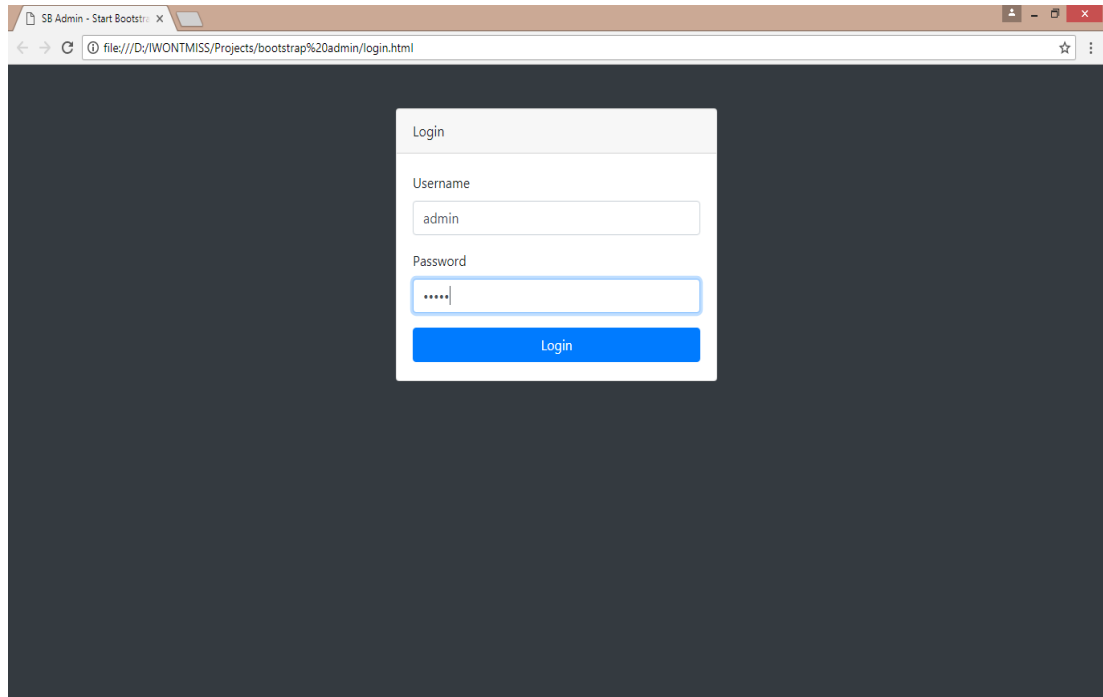 SB Admin - Start Bootstra
file:///D:/IWONTMISS/Projects/bootstrap%20admin/login.html
Login
Username
admin
Password
•••••
Login